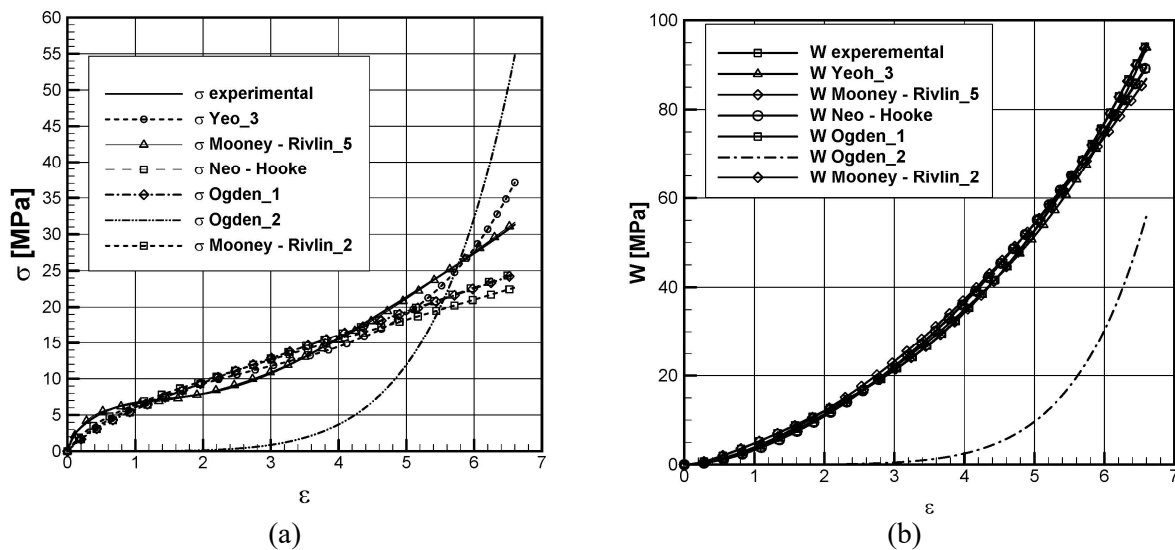 60
55
50
45
40
35
30
25
20
15
10
5
0
σ [MPa]
σ experimental
σ Yeo_3
σ Mooney - Rivlin_5
σ Neo - Hooke
σ Ogden_1
σ Ogden_2
σ Mooney - Rivlin_2
0 1 2 3 4 5 6 7
ε
(a)
100
80
60
40
20
0
W [MPa]
W experemental
W Yeoh_3
W Mooney - Rivlin_5
W Neo - Hooke
W Ogden_1
W Ogden_2
W Mooney - Rivlin_2
0 1 2 3 4 5 6 7
ε
(b)